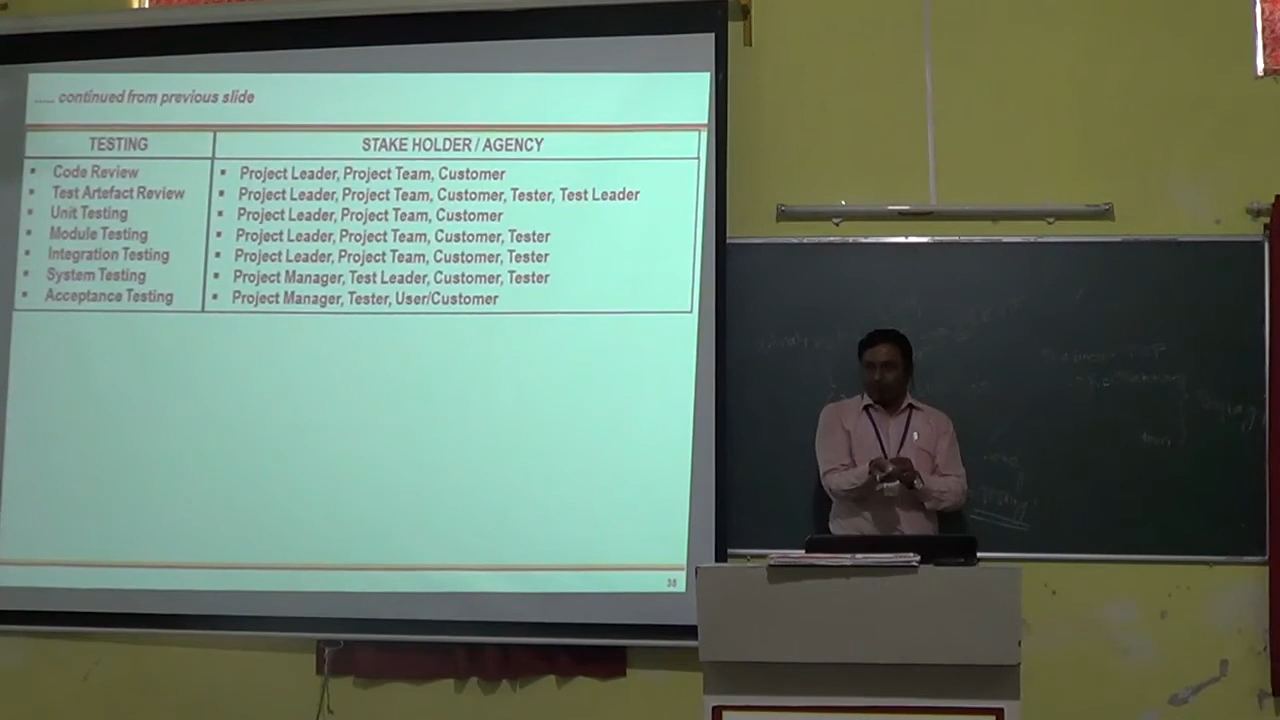 ..... continued from previous slide
TESTING STAKE HOLDER / AGENCY
▪ Code Review ▪ Project Leader, Project Team, Customer
▪ Test Artefact Review ▪ Project Leader, Project Team, Customer, Tester, Test Leader
▪ Unit Testing ▪ Project Leader, Project Team, Customer
▪ Module Testing ▪ Project Leader, Project Team, Customer, Tester
▪ Integration Testing ▪ Project Leader, Project Team, Customer, Tester
▪ System Testing ▪ Project Manager, Test Leader, Customer, Tester
▪ Acceptance Testing ▪ Project Manager, Tester, User/Customer